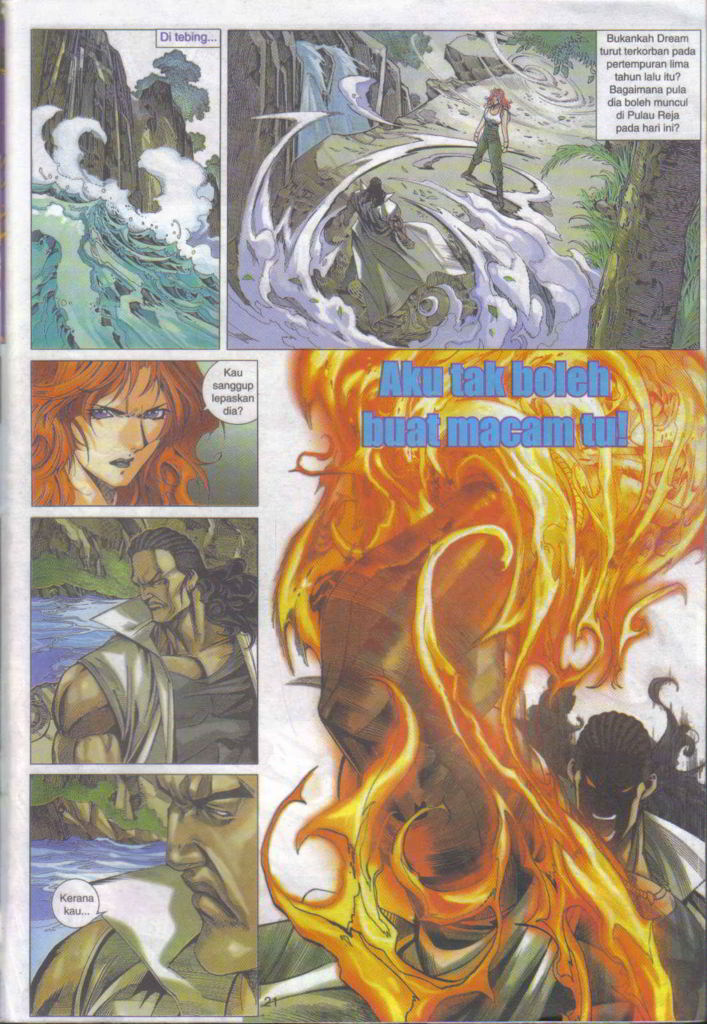 Di tebing...
Bukankah Dream
turut terkorban pada
pertempuran lima
tahun lalu itu?
Bagaimana pula
dia boleh muncul
di Pulau Reja
pada hari ini?
Kau
sanggup
lepaskan
dia?
Aku tak boleh
buat macam tu!
Kerana
kau...
21